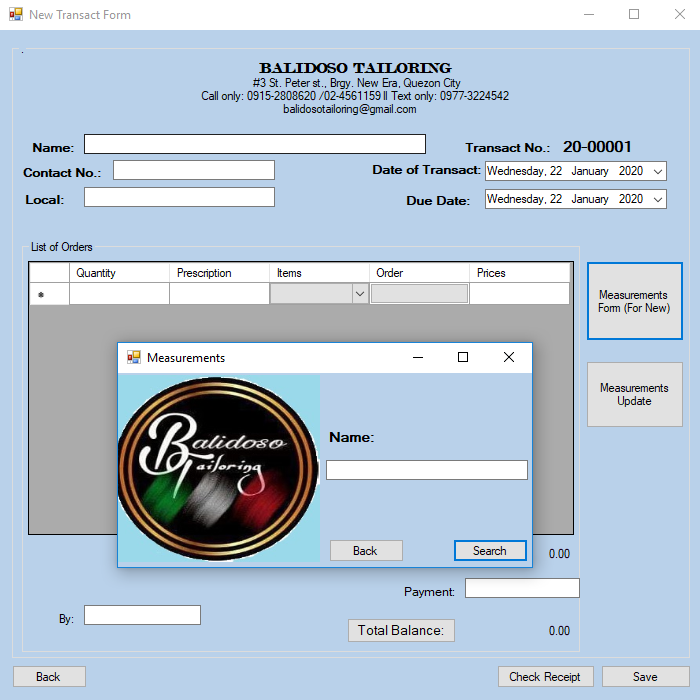 New Transact Form
BALIDOSO TAILORING
#3 St. Peter st., Brgy. New Era, Quezon City
Call only: 0915-2808620 /02-4561159 ll Text only: 0977-3224542
balidosotailoring@gmail.com
Name:
Transact No.: 20-00001
Contact No.:
Date of Transact: Wednesday, 22 January 2020
Local:
Due Date: Wednesday, 22 January 2020
List of Orders
Quantity Prescription Items Order Prices
Measurements
Form (For New)
Measurements
Update
Measurements
Balidoso
Tailoring
Name:
Back Search
0.00
Payment:
By:
Total Balance: 0.00
Back Check Receipt Save